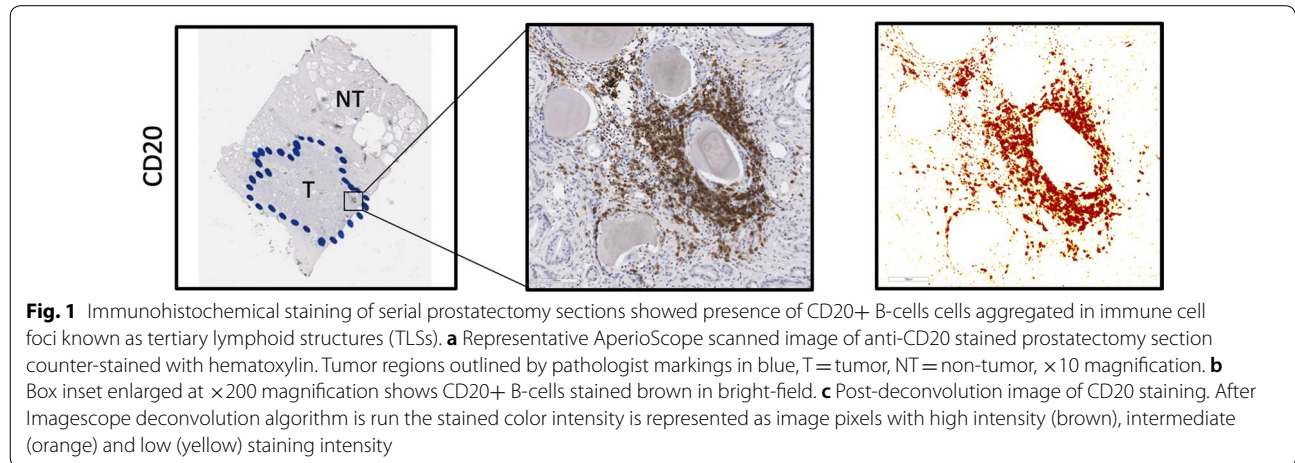 CD20
NT
T
Fig. 1 Immunohistochemical staining of serial prostatectomy sections showed presence of CD20+ B-cells cells aggregated in immune cell
foci known as tertiary lymphoid structures (TLSs). a Representative AperioScope scanned image of anti-CD20 stained prostatectomy section
counter-stained with hematoxylin. Tumor regions outlined by pathologist markings in blue, T = tumor, NT = non-tumor, ×10 magnification. b
Box inset enlarged at ×200 magnification shows CD20+ B-cells stained brown in bright-field. c Post-deconvolution image of CD20 staining. After
Imagescope deconvolution algorithm is run the stained color intensity is represented as image pixels with high intensity (brown), intermediate
(orange) and low (yellow) staining intensity